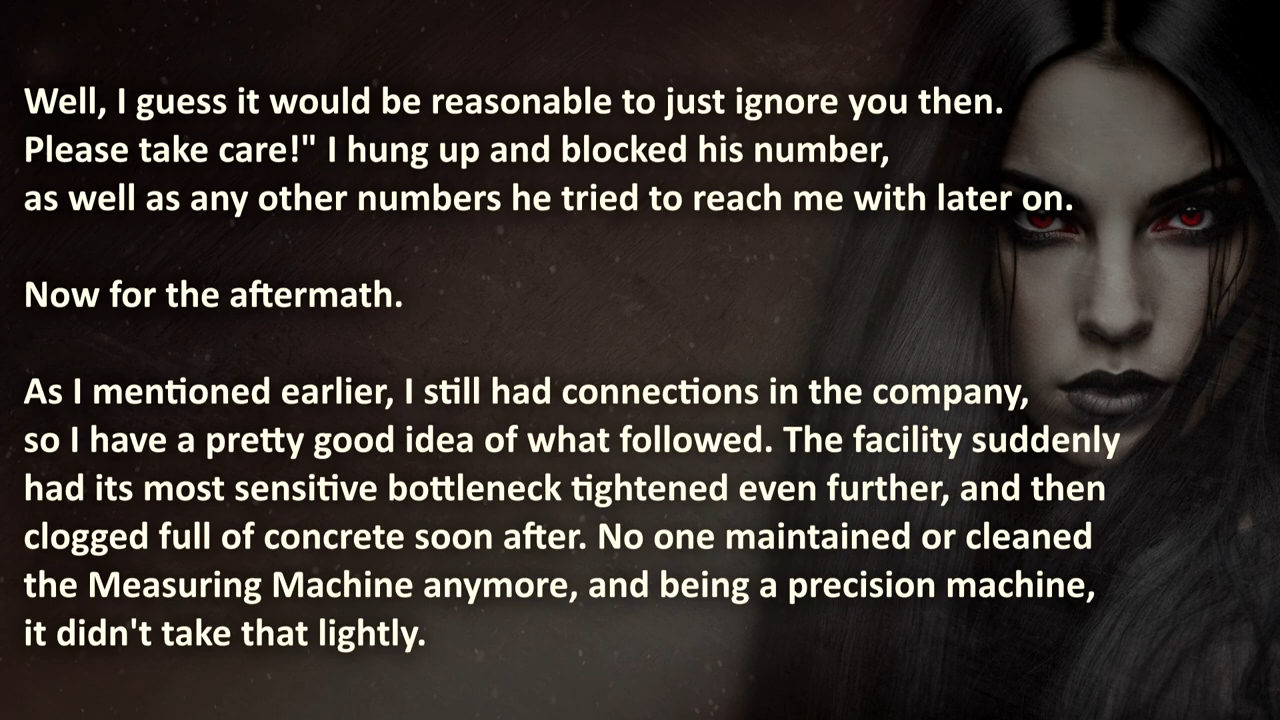 Well, I guess it would be reasonable to just ignore you then.
Please take care!" I hung up and blocked his number,
as well as any other numbers he tried to reach me with later on.
Now for the aftermath.
As I mentioned earlier, I still had connections in the company,
so I have a pretty good idea of what followed. The facility suddenly
had its most sensitive bottleneck tightened even further, and then
clogged full of concrete soon after. No one maintained or cleaned
the Measuring Machine anymore, and being a precision machine,
it didn't take that lightly.